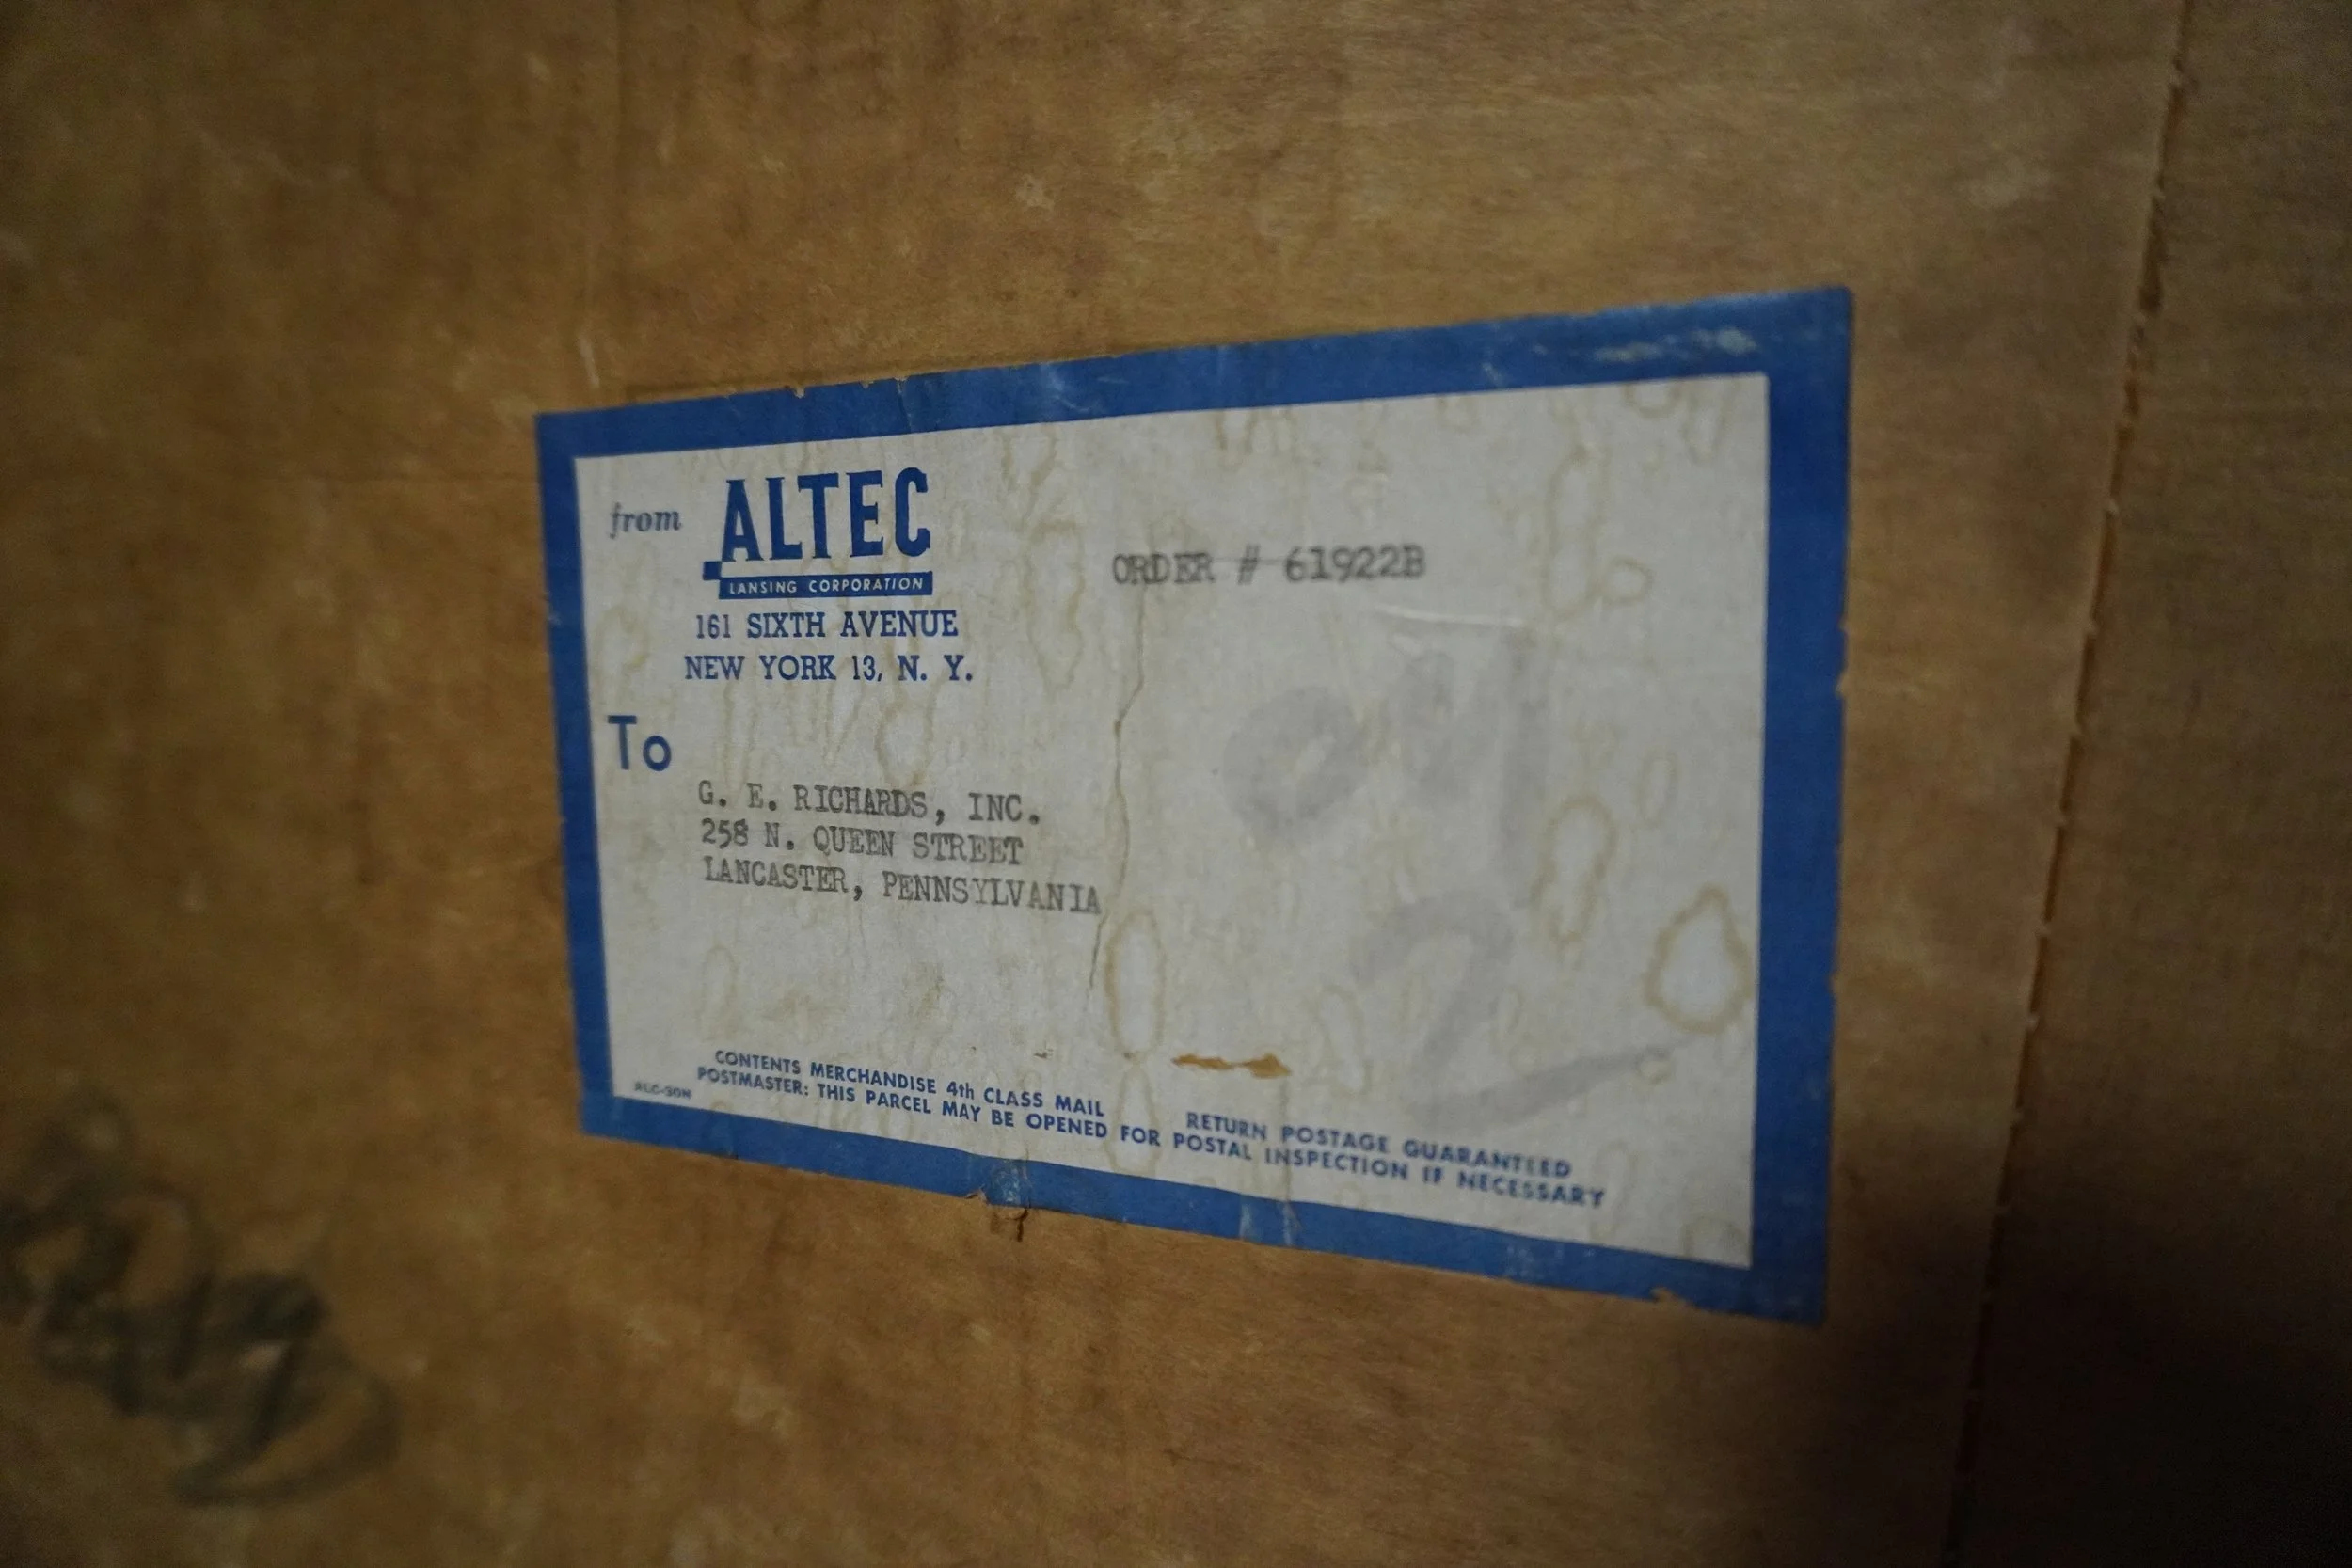 from ALTEC
LANSING CORPORATION
161 SIXTH AVENUE
NEW YORK 13, N. Y.
ORDER # 61922B
To
G. E. RICHARDS, INC.
258 N. QUEEN STREET
LANCASTER, PENNSYLVANIA
CONTENTS MERCHANDISE 4th CLASS MAIL RETURN POSTAGE GUARANTEED
POSTMASTER: THIS PARCEL MAY BE OPENED FOR POSTAL INSPECTION IF NECESSARY